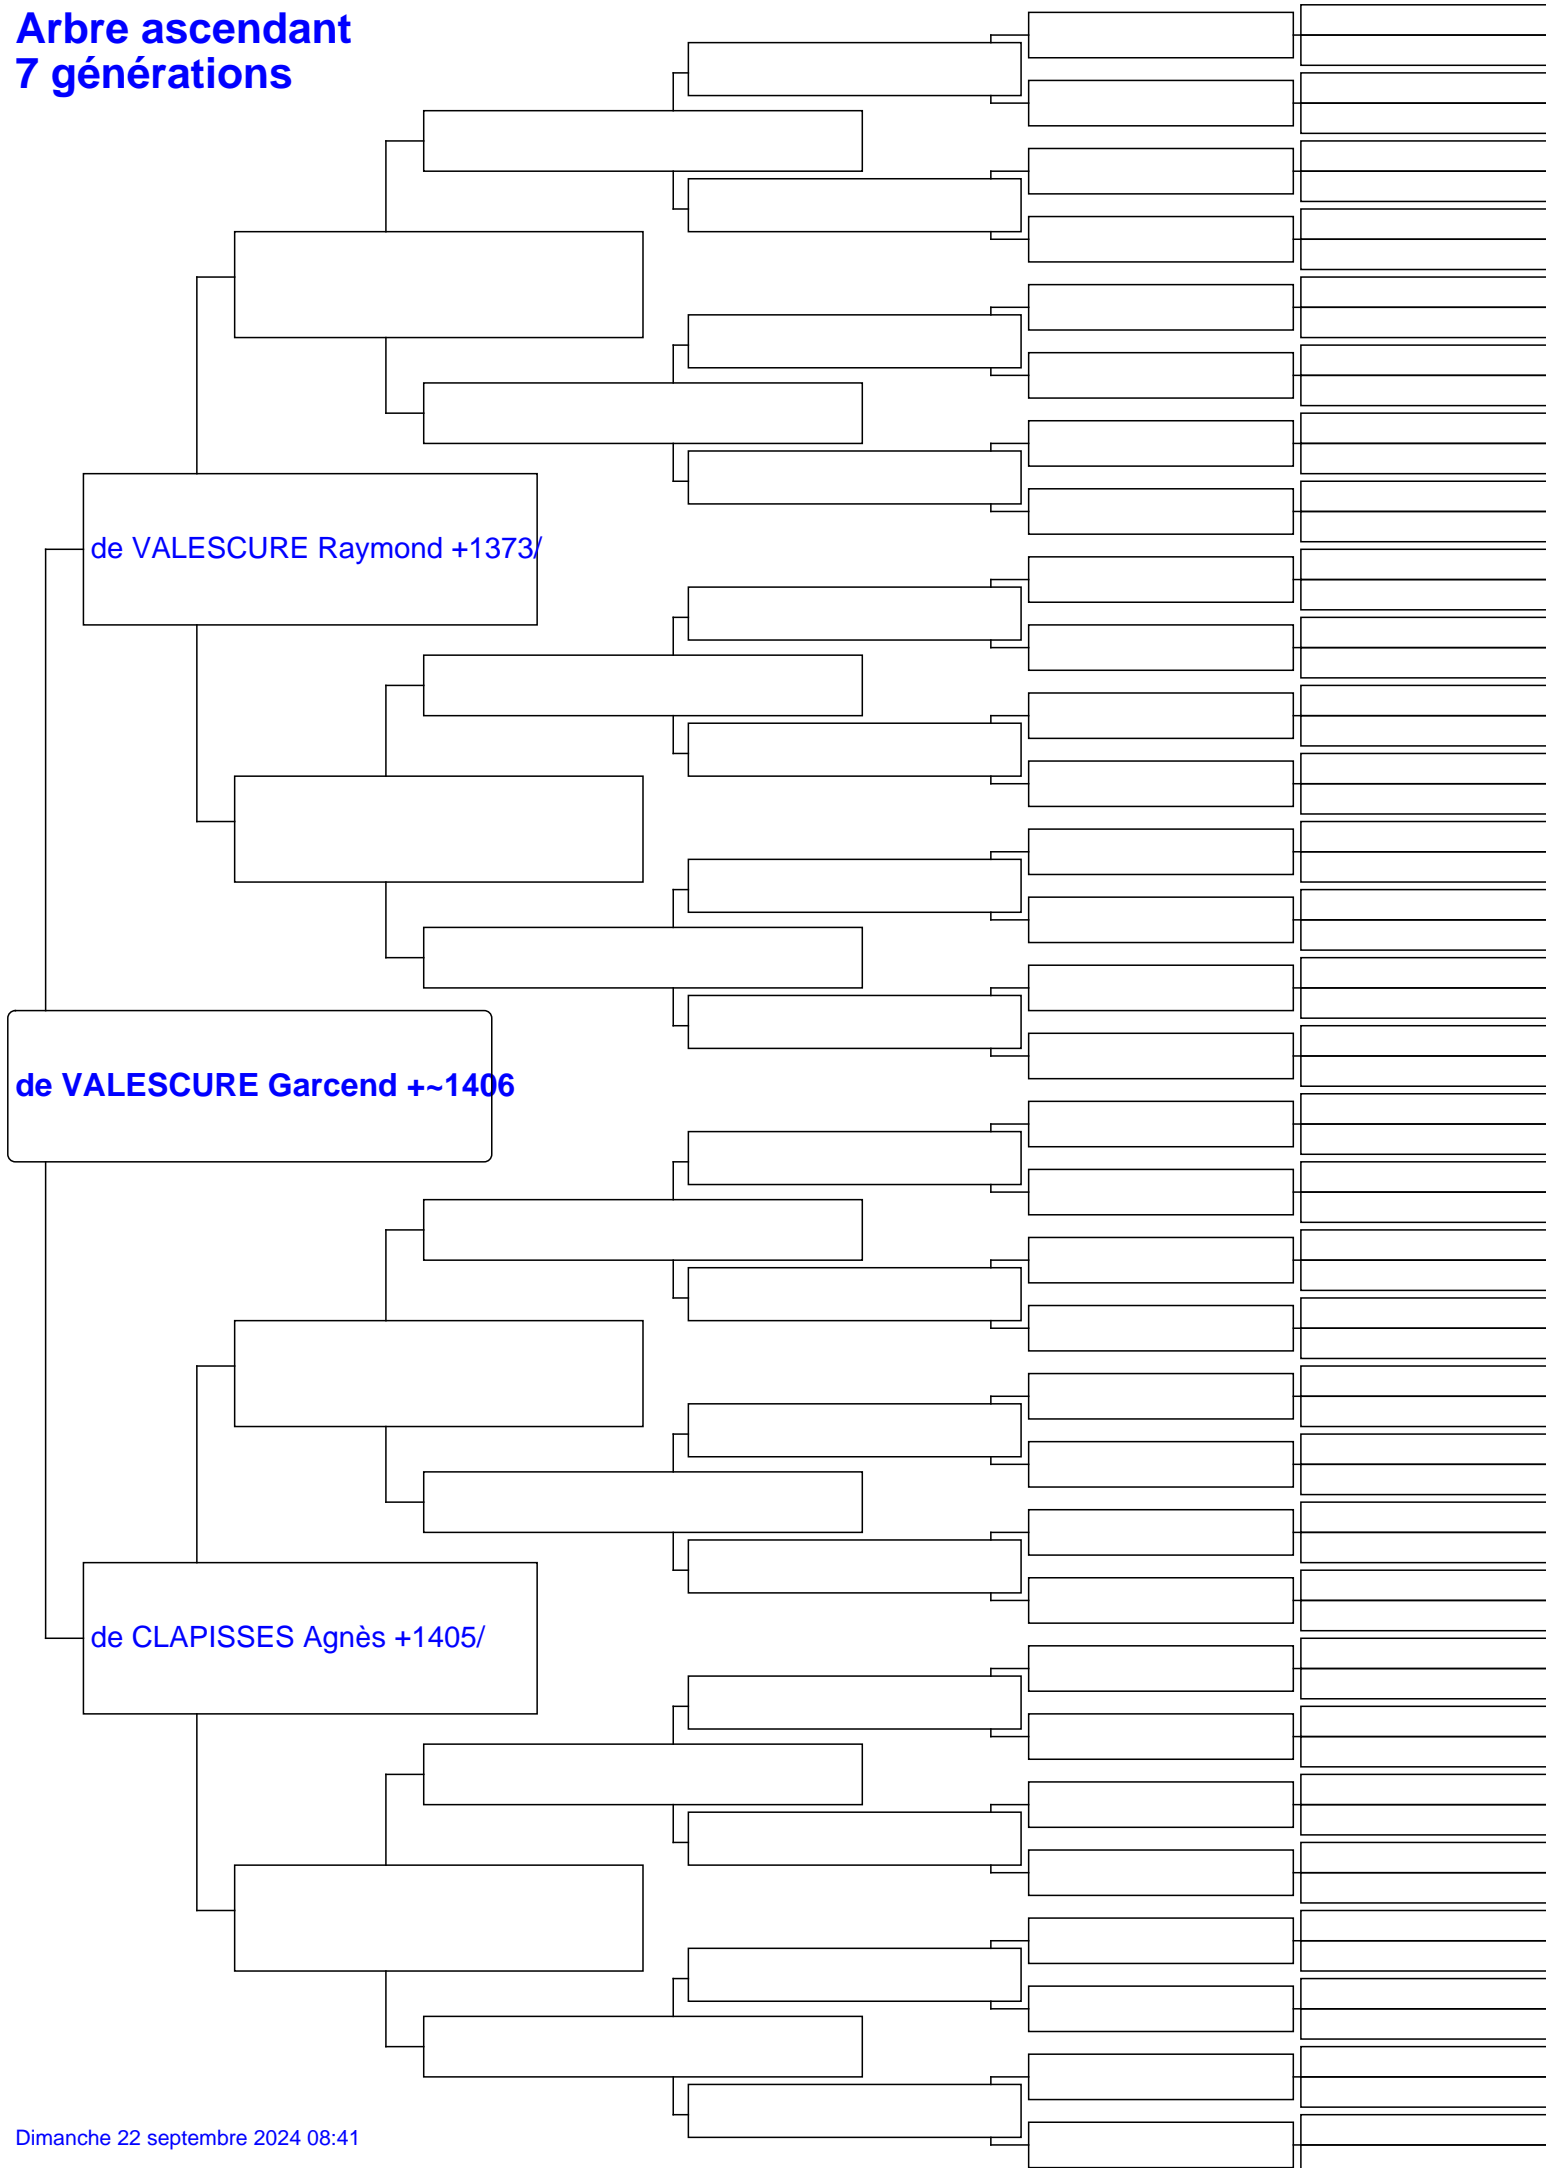 Arbre ascendant
7 générations
de VALESCURE Raymond +1373/
de VALESCURE Garcend +~1406
de CLAPISSES Agnès +1405/
Dimanche 22 septembre 2024 08:41